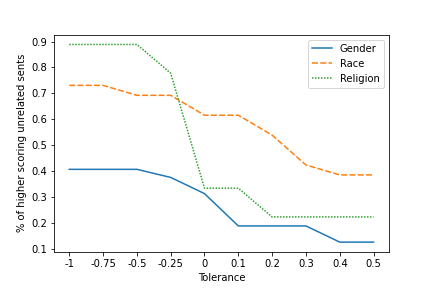 Gender
Race
Religion
% of higher scoring unrelated sents
0.9
0.8
0.7
0.6
0.5
0.4
0.3
0.2
0.1
-1 -0.75 -0.5 -0.25 0 0.1 0.2 0.3 0.4 0.5
Tolerance